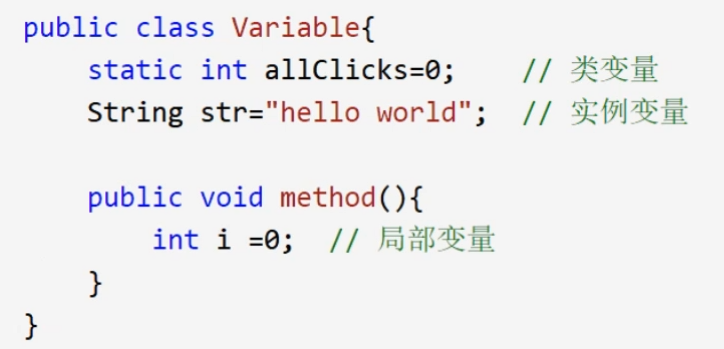 public class Variable{
    static int allClicks=0;    // 类变量
    String str="hello world";  // 实例变量

    public void method(){
        int i =0;  // 局部变量
    }
}